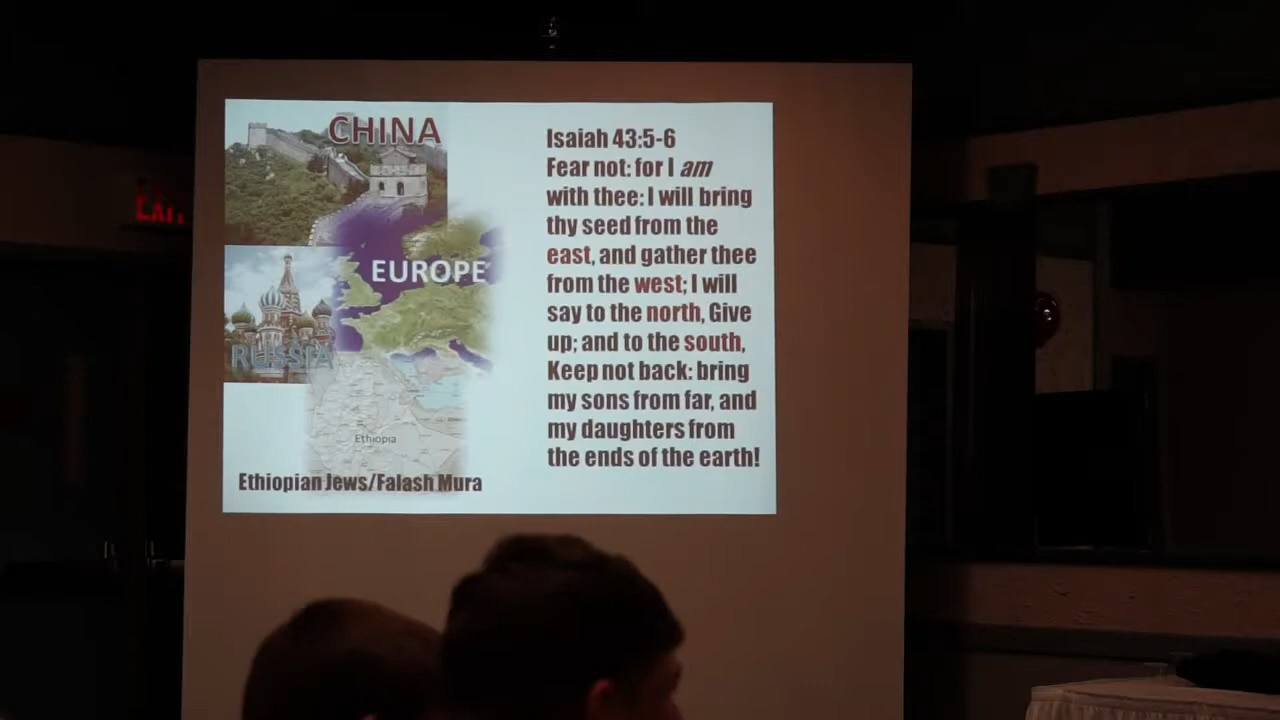 CHINA
EUROPE
RUSSIA
Ethiopia
Ethiopian Jews/Falash Mura
Isaiah 43:5-6
Fear not: for I am
with thee: I will bring
thy seed from the
east, and gather thee
from the west; I will
say to the north, Give
up; and to the south,
Keep not back: bring
my sons from far, and
my daughters from
the ends of the earth!
EXIT